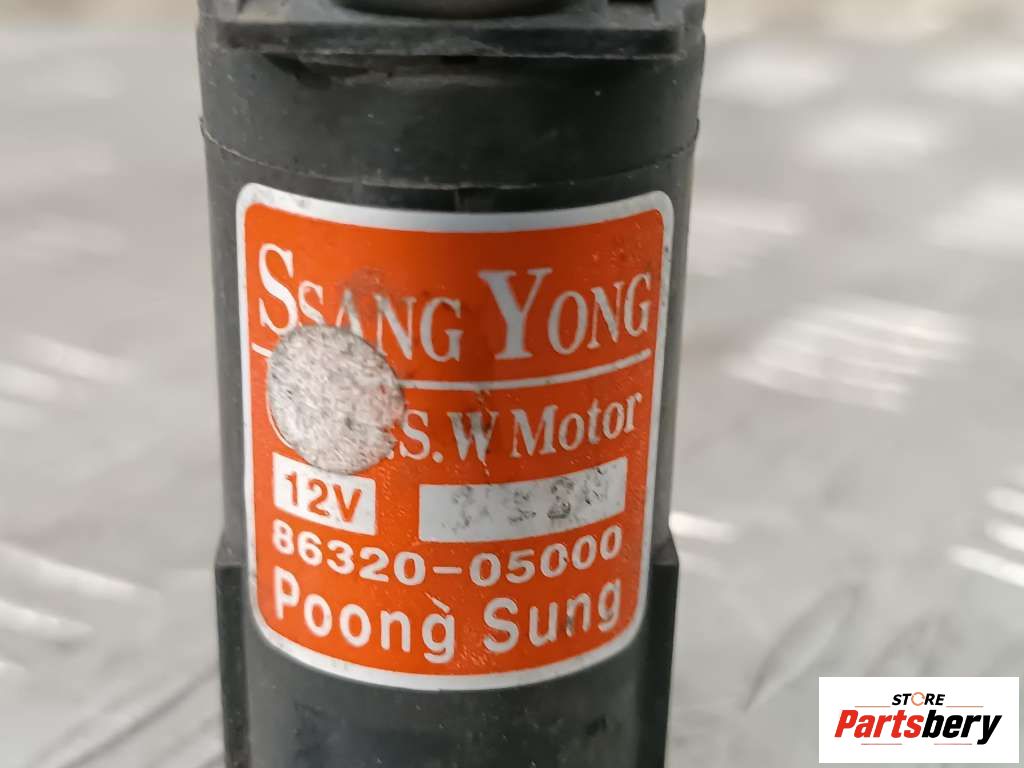 SSANG YONG
.S.W Motor
12V
86320-05000
Poong Sung
STORE
Partsbery